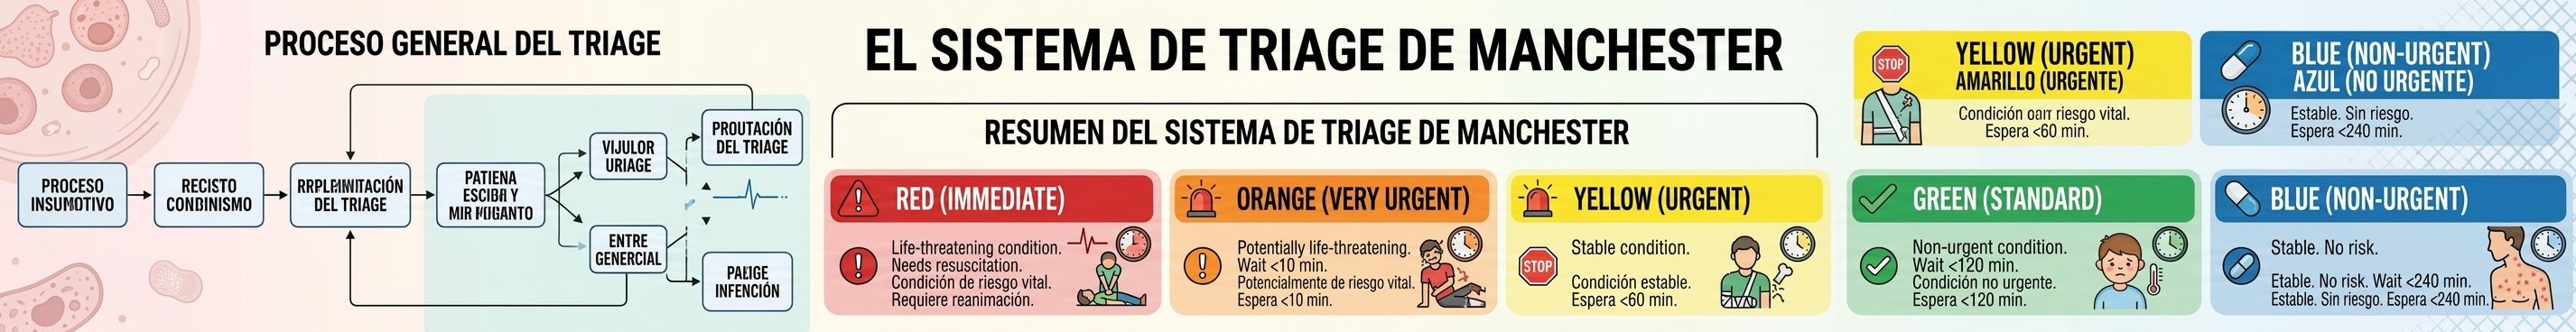 PROCESO GENERAL DEL TRIAGE
PROCESO
INSUMOTIVO
RECISTO
CONDINISMO
DEL TRIAGE
PATIENA
ESCIBII Y
MIR
VIJULOR
URIAGE
ENTRE
GENERCIAL
PROUTACIÓN
DEL TRIAGE
PALIGE
INFENCIÓN
EL SISTEMA DE TRIAGE DE MANCHESTER
RESUMEN DEL SISTEMA DE TRIAGE DE MANCHESTER
RED (IMMEDIATE)
Life-threatening condition.
Needs resuscitation.
Condición de riesgo vital.
Requiere reanimación.
ORANGE (VERY URGENT)
Potentially life-threatening.
Wait <10 min.
Potencialmente de riesgo vital.
Espera <10 min.
YELLOW (URGENT)
STOP
Stable condition.
Condición estable.
Espera <60 min.
STOP
YELLOW (URGENT)
AMARILLO (URGENTE)
Condición riesgo vital.
Espera <60 min.
BLUE (NON-URGENT)
AZUL (NO URGENTE)
Estable. Sin riesgo.
Espera <240 min.
GREEN (STANDARD)
Non-urgent condition.
Wait <120 min.
Condición no urgente.
Espera <120 min.
BLUE (NON-URGENT)
Stable. No risk.
Etable. No risk. Wait <240 min.
Estable. Sin riesgo. Espera <240 min.